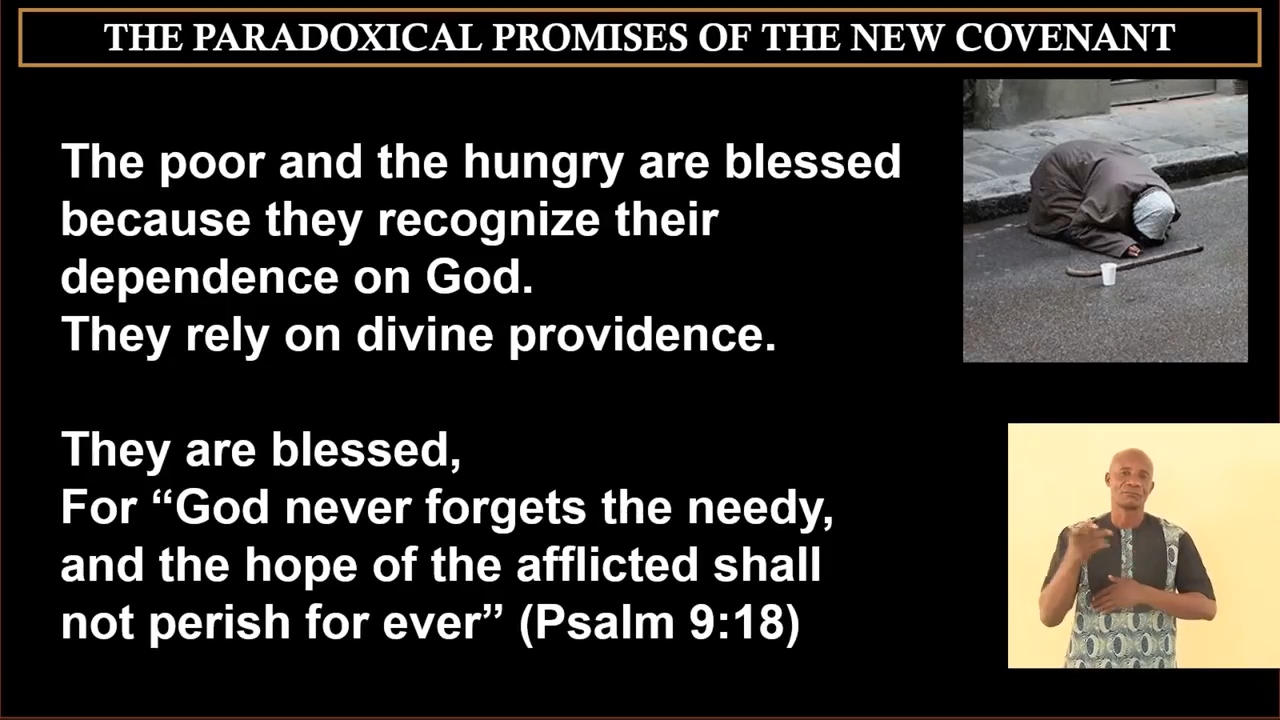 THE PARADOXICAL PROMISES OF THE NEW COVENANT
The poor and the hungry are blessed
because they recognize their
dependence on God.
They rely on divine providence.
They are blessed,
For “God never forgets the needy,
and the hope of the afflicted shall
not perish for ever” (Psalm 9:18)